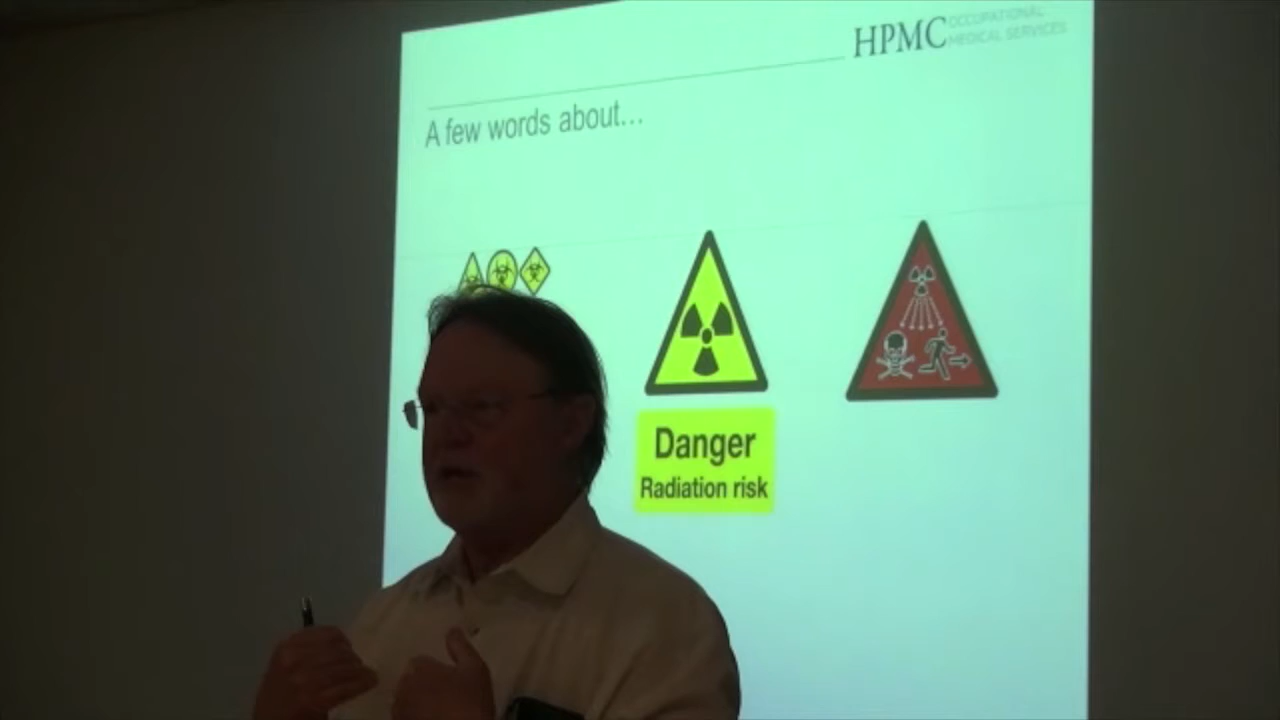 HPMC OCCUPATIONAL
MEDICAL SERVICES
A few words about...
Danger
Radiation risk